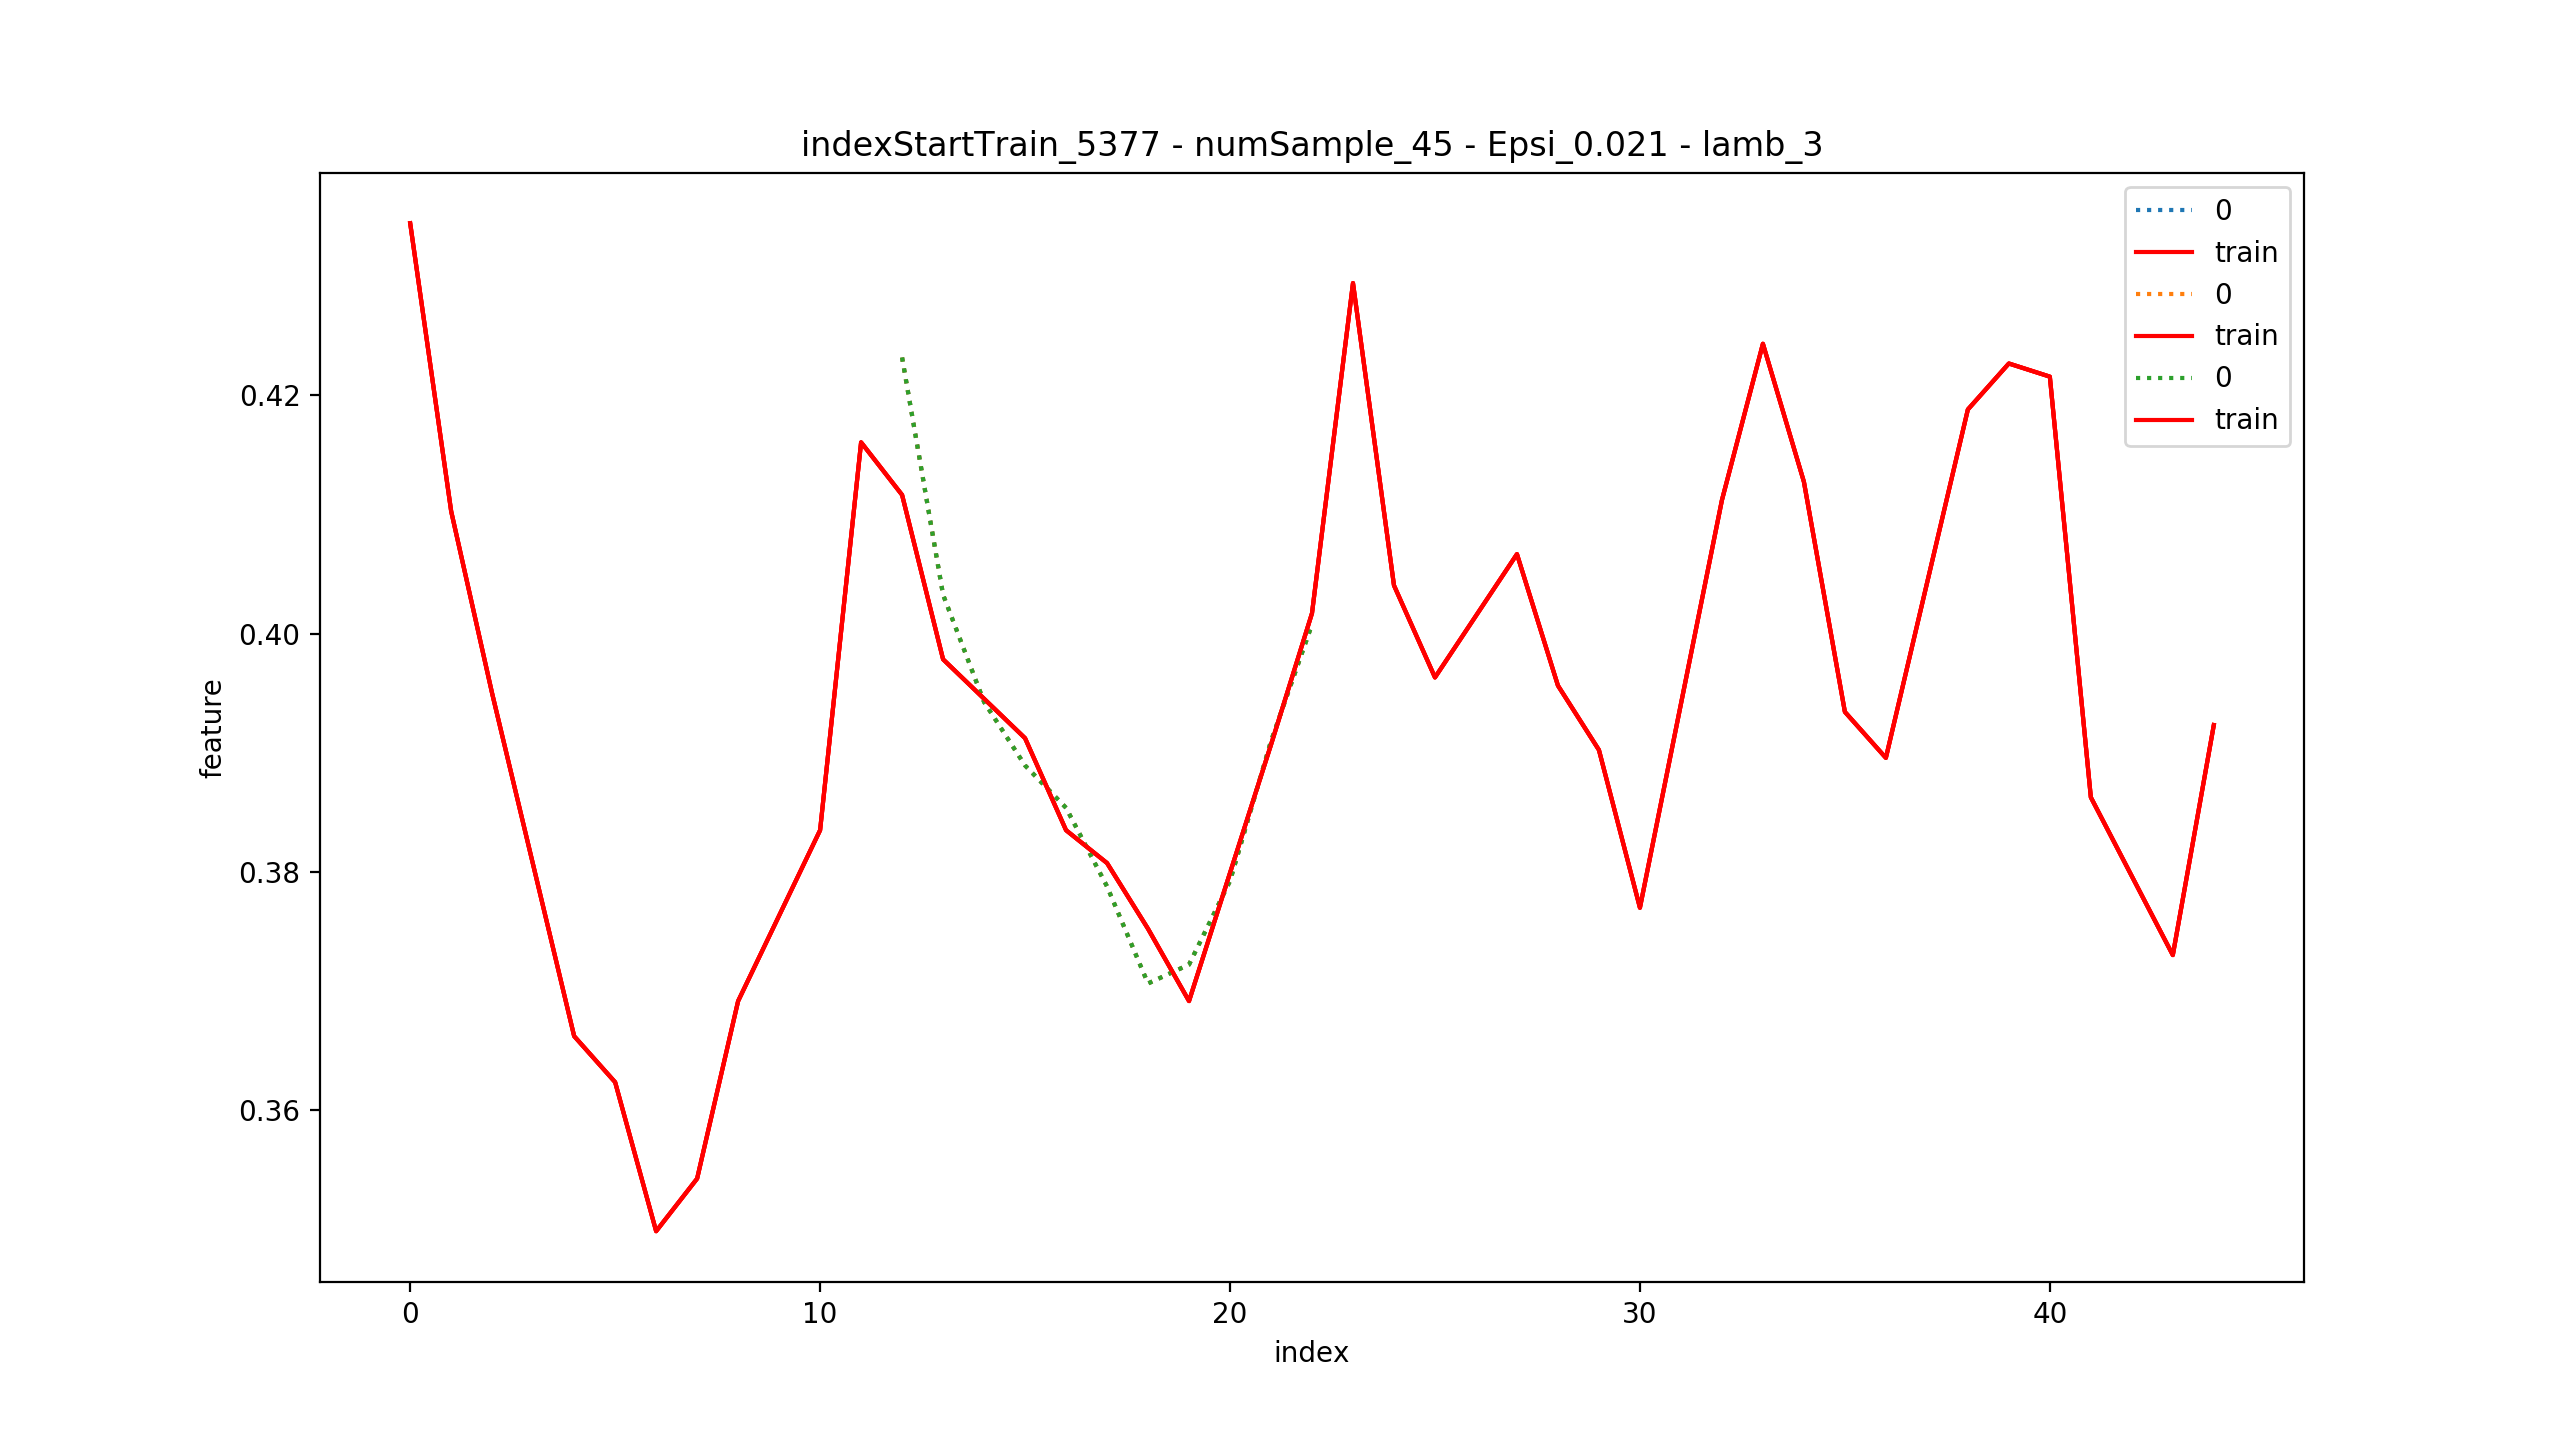 indexStartTrain_5377 - numSample_45 - Epsi_0.021 - lamb_3
0
train
0
train
0
train
0.42
0.40
0.38
0.36
feature
0
10
20
30
40
index